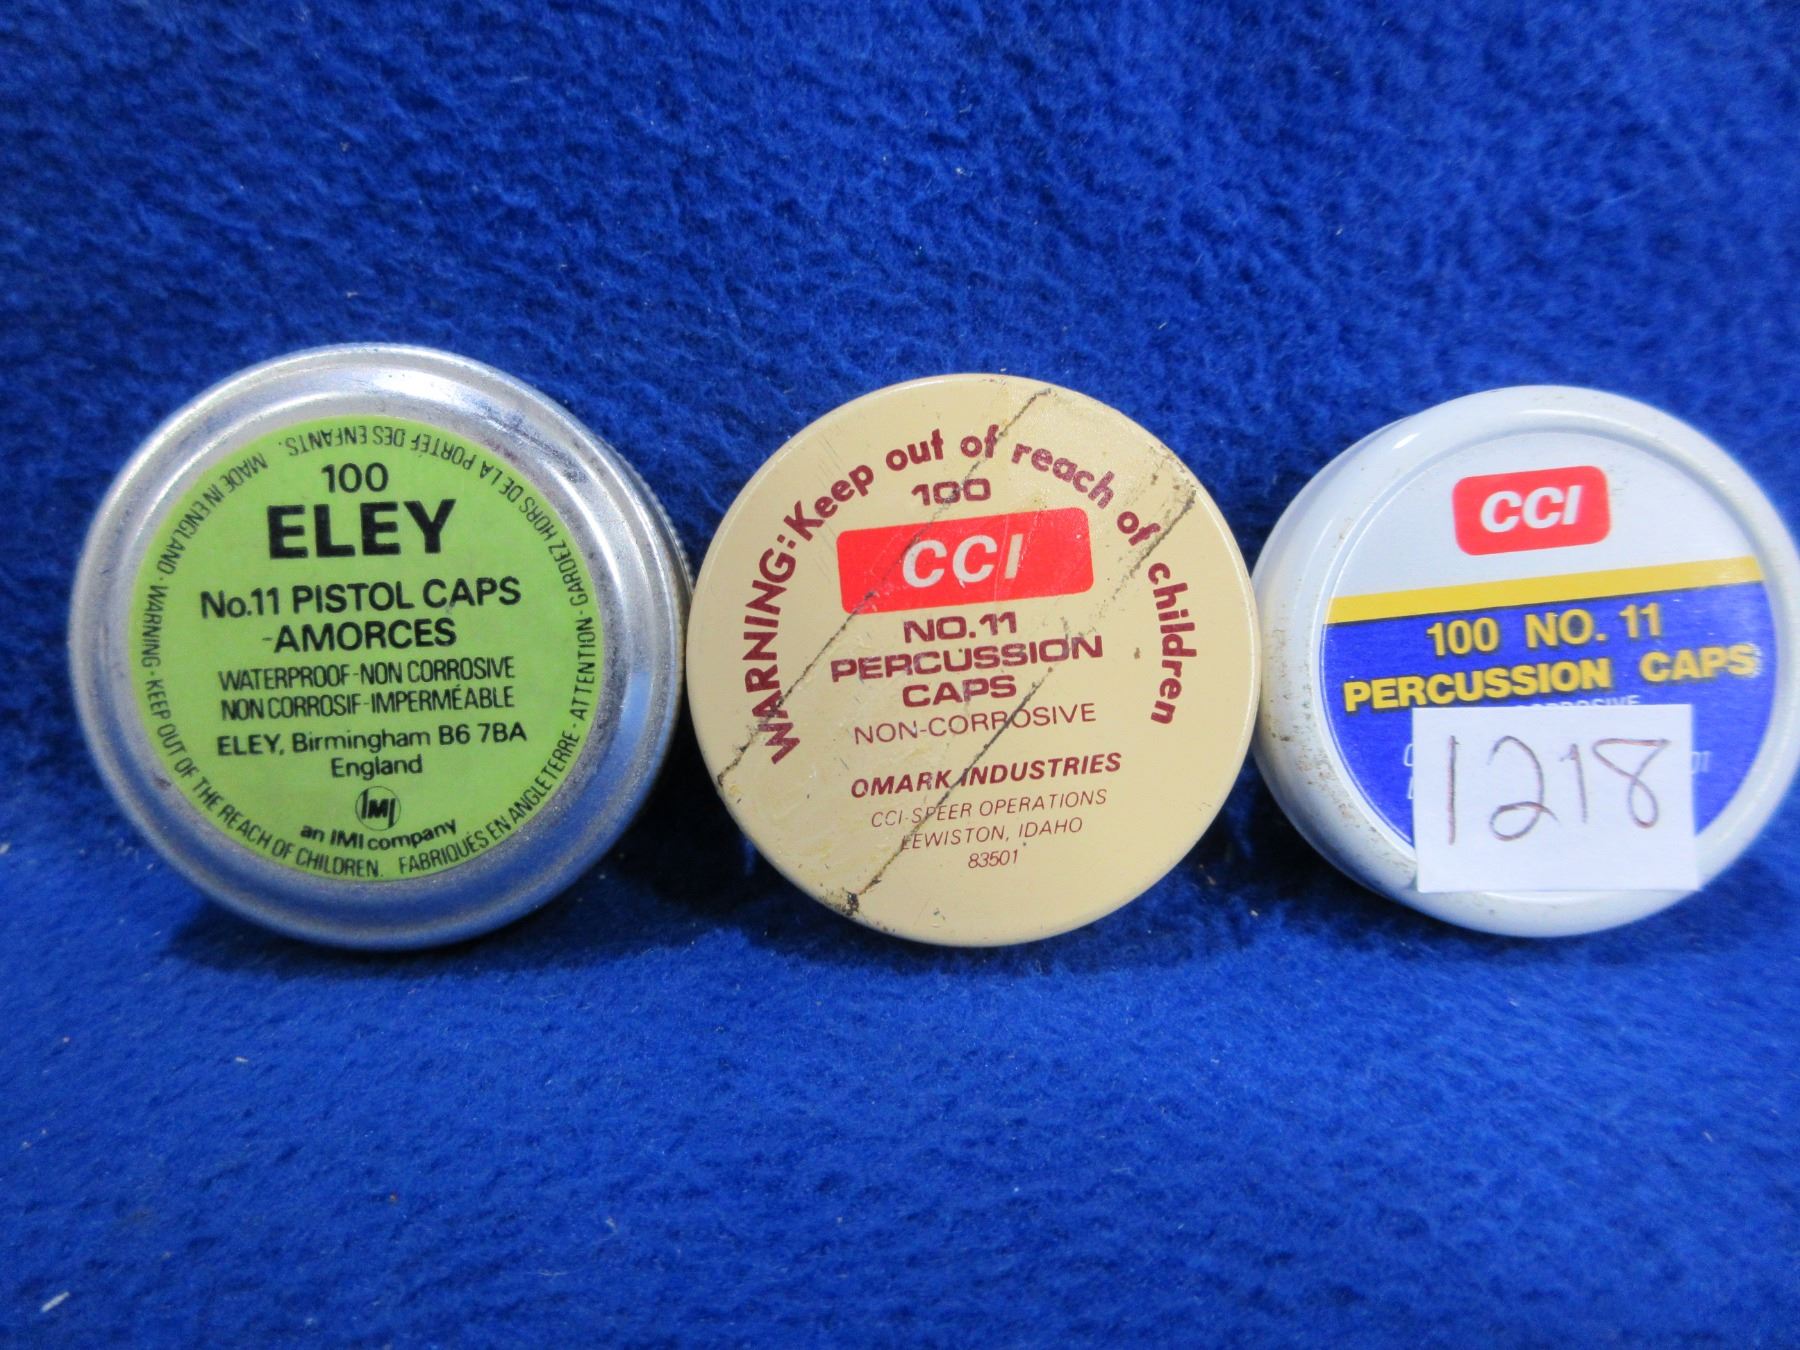 100
ELEY
No.11 PISTOL CAPS
-AMORCES
WATERPROOF-NON CORROSIVE
NON CORROSIF-IMPERMÉABLE
ELEY, Birmingham B6 7BA
England
IMI
an IMI company
MADE IN ENGLAND · WARNING · KEEP OUT OF THE REACH OF CHILDREN.
FABRIQUÉS EN ANGLETERRE · ATTENTION · GARDEZ HORS DE LA PORTEÉ DES ENFANTS.
WARNING: Keep out of reach of children
100
CCI
NO. 11
PERCUSSION
CAPS
NON-CORROSIVE
OMARK INDUSTRIES
CCI-SPEER OPERATIONS
LEWISTON, IDAHO
83501
CCI
100 NO. 11
PERCUSSION CAPS
1218